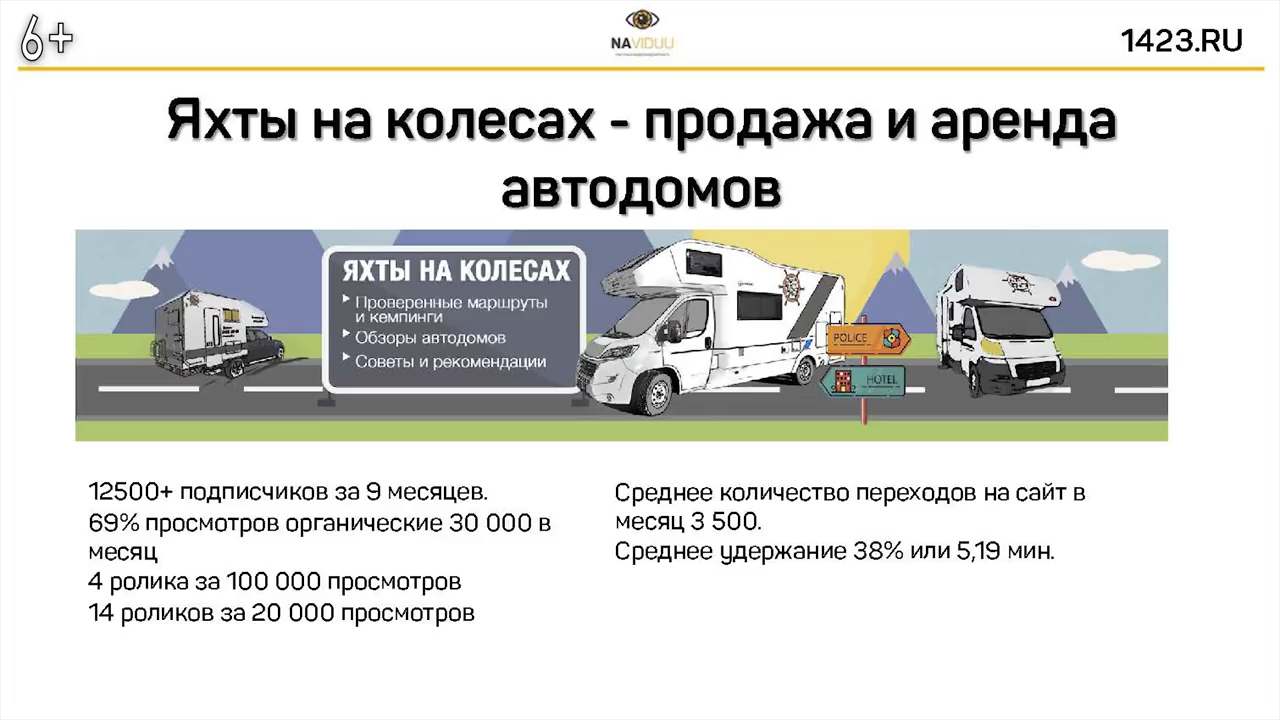 6+
NAVIDUU
1423.RU
Яхты на колесах - продажа и аренда
автодомов
ЯХТЫ НА КОЛЕСАХ
Проверенные маршруты
и кемпинги
Обзоры автодомов
Советы и рекомендации
POLICE
HOTEL
12500+ подписчиков за 9 месяцев.
69% просмотров органические 30 000 в
месяц
4 ролика за 100 000 просмотров
14 роликов за 20 000 просмотров
Среднее количество переходов на сайт в
месяц 3 500.
Среднее удержание 38% или 5,19 мин.